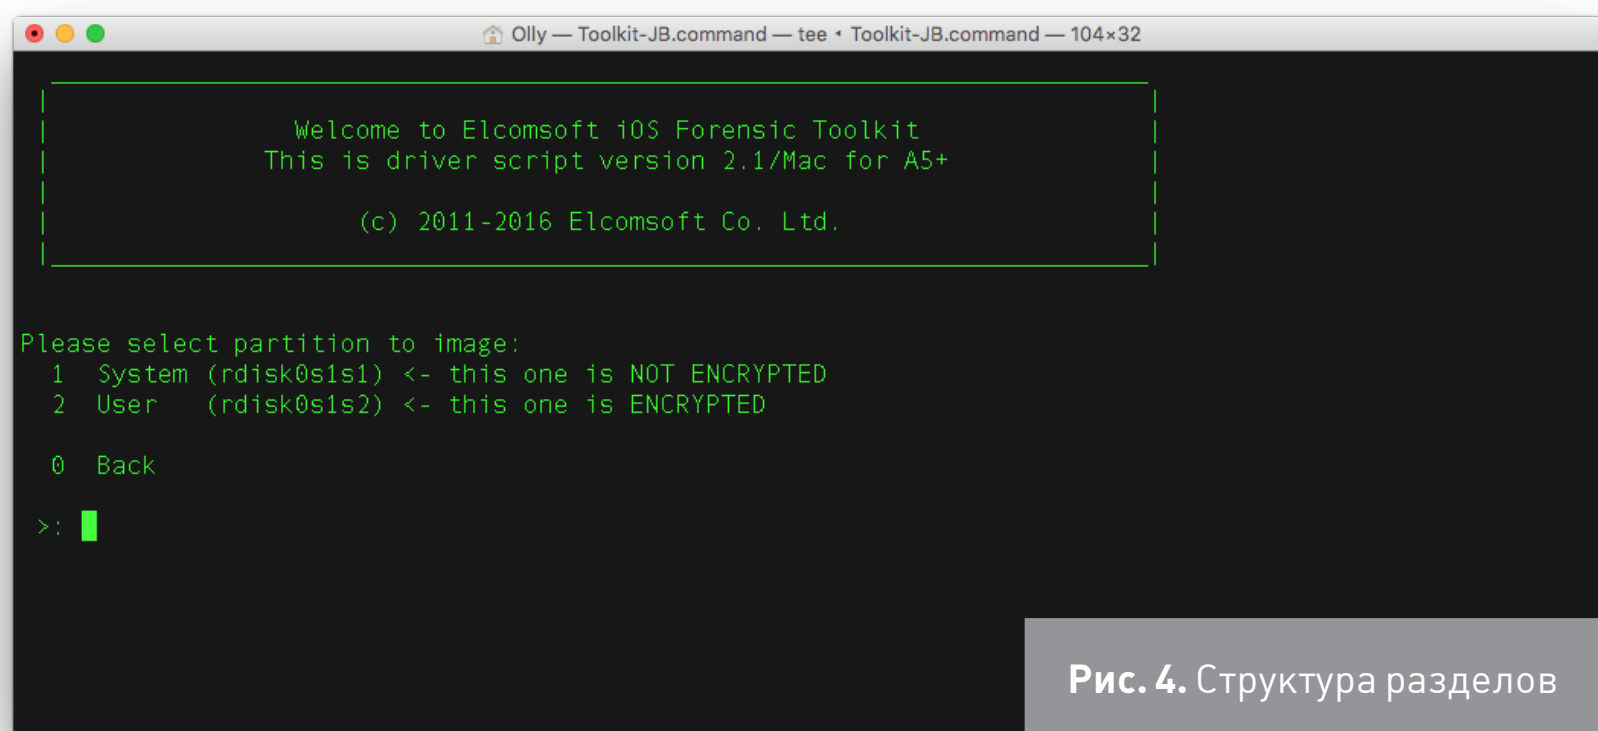 Olly — Toolkit-JB.command — tee ◂ Toolkit-JB.command — 104×32
Welcome to Elcomsoft iOS Forensic Toolkit
This is driver script version 2.1/Mac for A5+
(c) 2011-2016 Elcomsoft Co. Ltd.
Please select partition to image:
1 System (rdisk0s1s1) <- this one is NOT ENCRYPTED
2 User (rdisk0s1s2) <- this one is ENCRYPTED
0 Back
>:
Рис. 4. Структура разделов